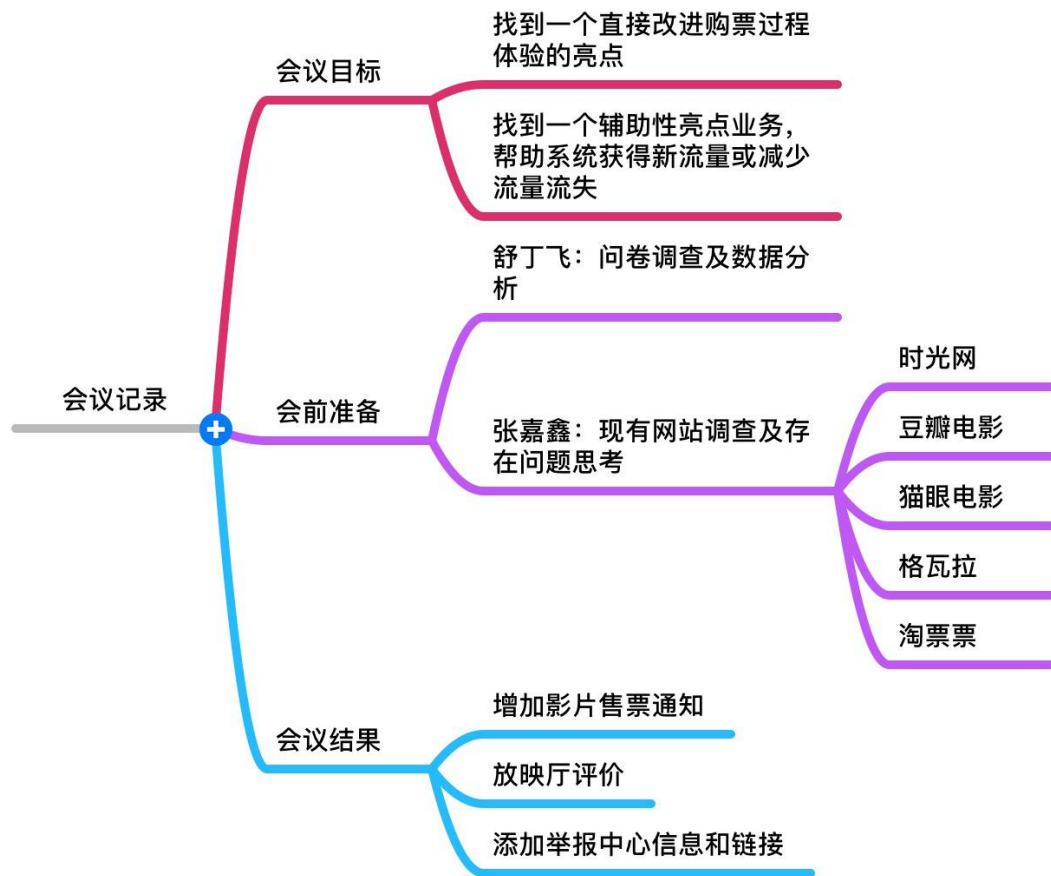 会议记录
会议目标
找到一个直接改进购票过程
体验的亮点
找到一个辅助性亮点业务，
帮助系统获得新流量或减少
流量流失
会前准备
舒丁飞：问卷调查及数据分
析
张嘉鑫：现有网站调查及存
在问题思考
时光网
豆瓣电影
猫眼电影
格瓦拉
淘票票
会议结果
增加影片售票通知
放映厅评价
添加举报中心信息和链接